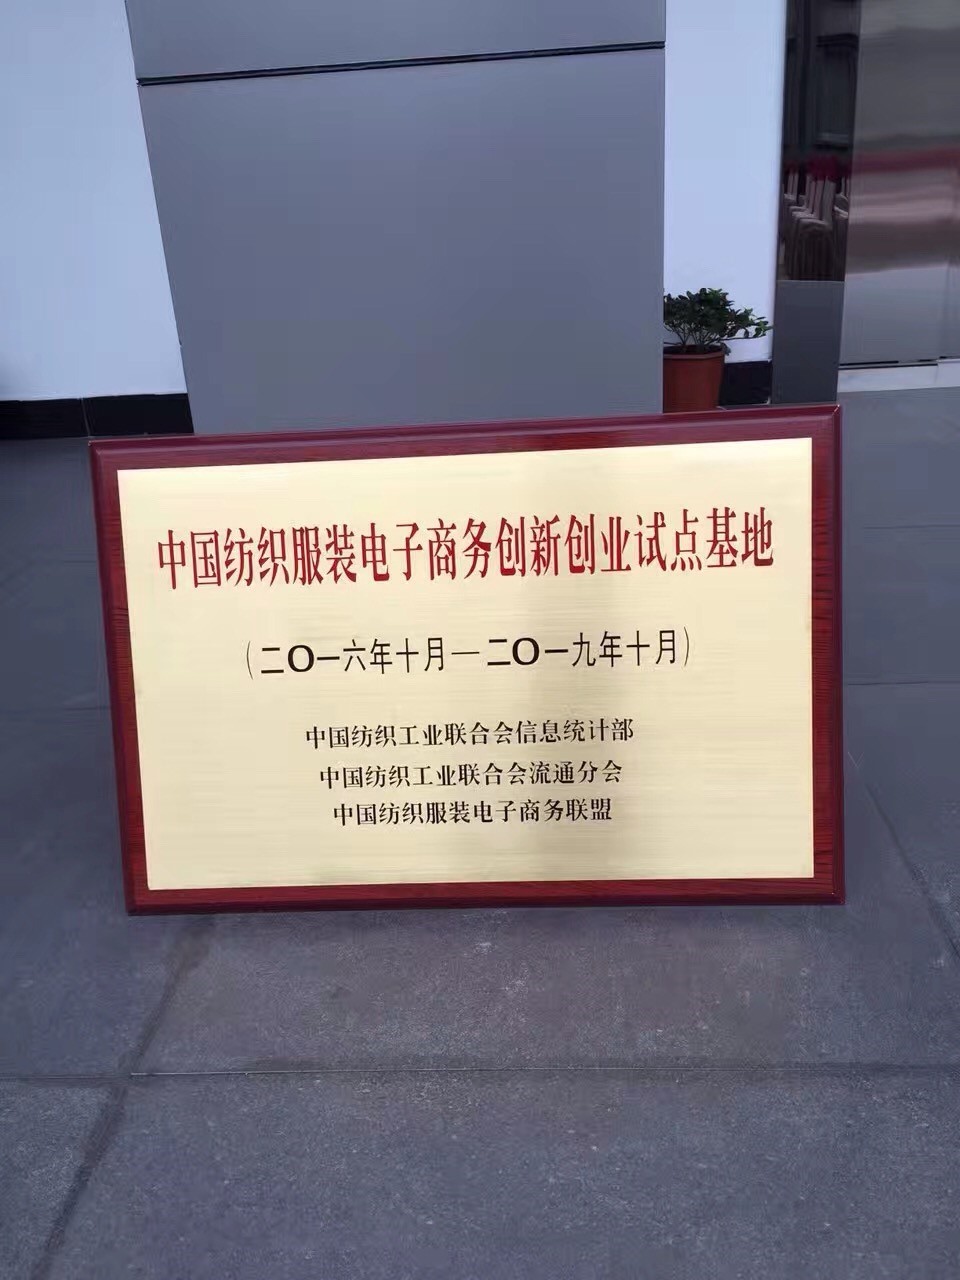 中国纺织服装电子商务创新创业试点基地
（二〇一六年十月—二〇一九年十月）
中国纺织工业联合会信息统计部
中国纺织工业联合会流通分会
中国纺织服装电子商务联盟